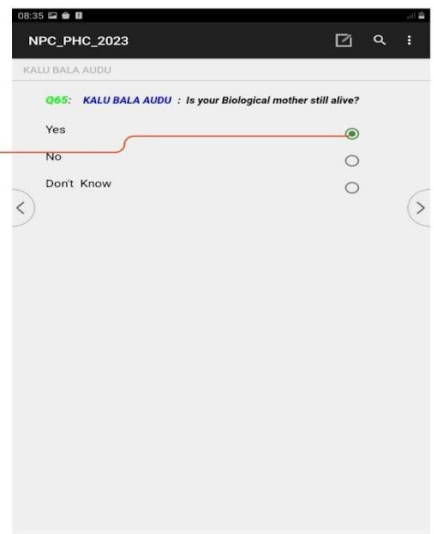 08:35
NPC_PHC_2023
KALU BALA AUDU
Q65: KALU BALA AUDU : Is your Biological mother still alive?
Yes
No
Don't Know